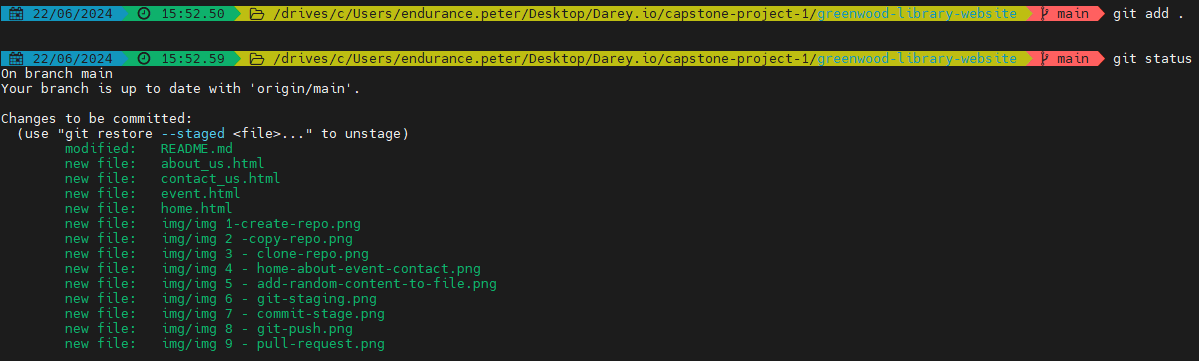 22/06/2024 15:52.50 /drives/c/Users/endurance.peter/Desktop/Darey.io/capstone-project-1/greenwood-library-website main git add .
22/06/2024 15:52.59 /drives/c/Users/endurance.peter/Desktop/Darey.io/capstone-project-1/greenwood-library-website main git status
On branch main
Your branch is up to date with 'origin/main'.
Changes to be committed:
(use "git restore --staged <file>..." to unstage)
modified: README.md
new file: about_us.html
new file: contact_us.html
new file: event.html
new file: home.html
new file: img/img 1-create-repo.png
new file: img/img 2 -copy-repo.png
new file: img/img 3 - clone-repo.png
new file: img/img 4 - home-about-event-contact.png
new file: img/img 5 - add-random-content-to-file.png
new file: img/img 6 - git-staging.png
new file: img/img 7 - commit-stage.png
new file: img/img 8 - git-push.png
new file: img/img 9 - pull-request.png